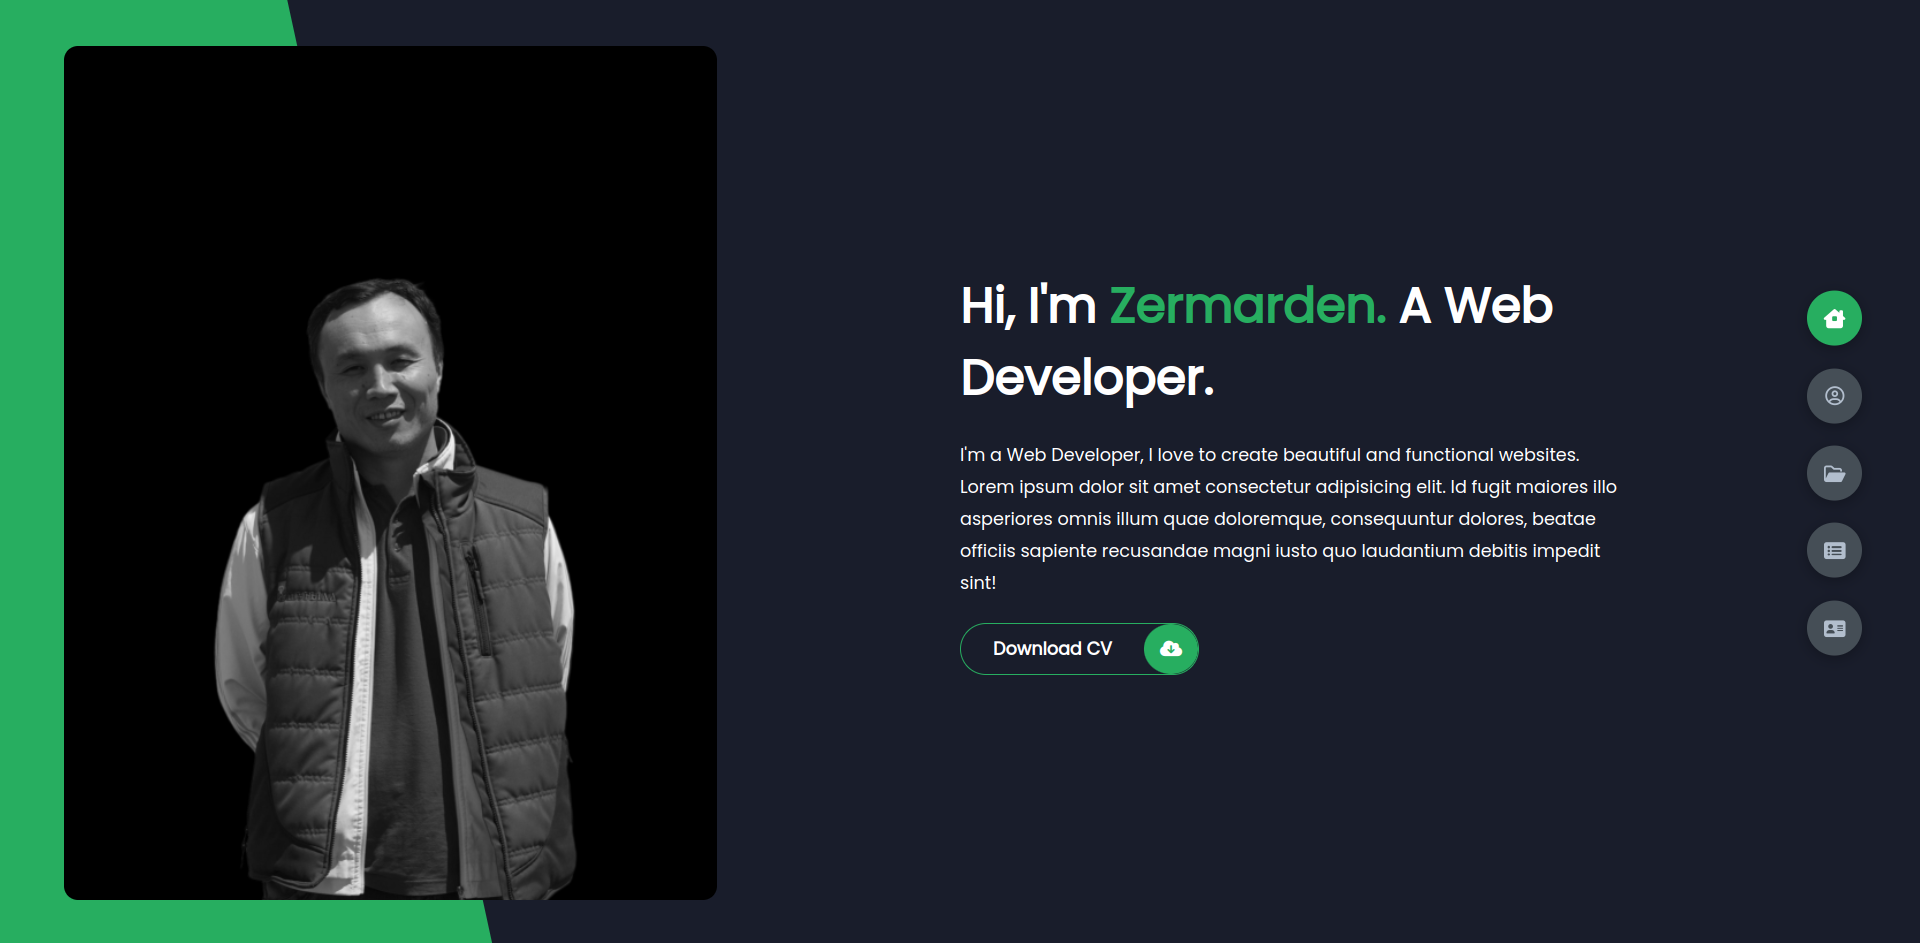 Hi, I'm Zermarden. A Web
Developer.
I'm a Web Developer, I love to create beautiful and functional websites.
Lorem ipsum dolor sit amet consectetur adipisicing elit. Id fugit maiores illo
asperiores omnis illum quae doloremque, consequuntur dolores, beatae
officiis sapiente recusandae magni iusto quo laudantium debitis impedit
sint!
Download CV